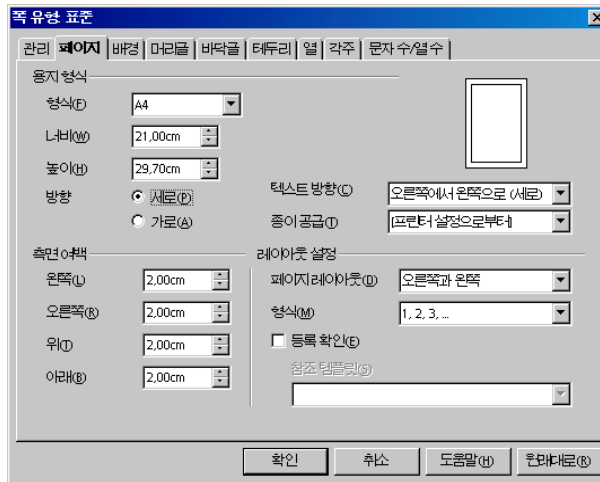 쪽 유형: 표준
관리 페이지 배경 머리글 바닥글 테두리 열 각주 문자 수/열 수
용지 형식
형식(F) A4
너비(W) 21,00cm
높이(H) 29,70cm
방향 세로(P) 텍스트 방향(C) 오른쪽에서 왼쪽으로 (세로)
가로(A) 종이 공급(T) [프린터 설정으로부터]
측면 여백 레이아웃 설정
왼쪽(L) 2,00cm 페이지 레이아웃(D) 오른쪽과 왼쪽
오른쪽(R) 2,00cm 형식(M) 1, 2, 3, ...
위(T) 2,00cm 등록 확인(E)
아래(B) 2,00cm 참조 템플릿(S)
확인 취소 도움말(H) 원래대로(R)